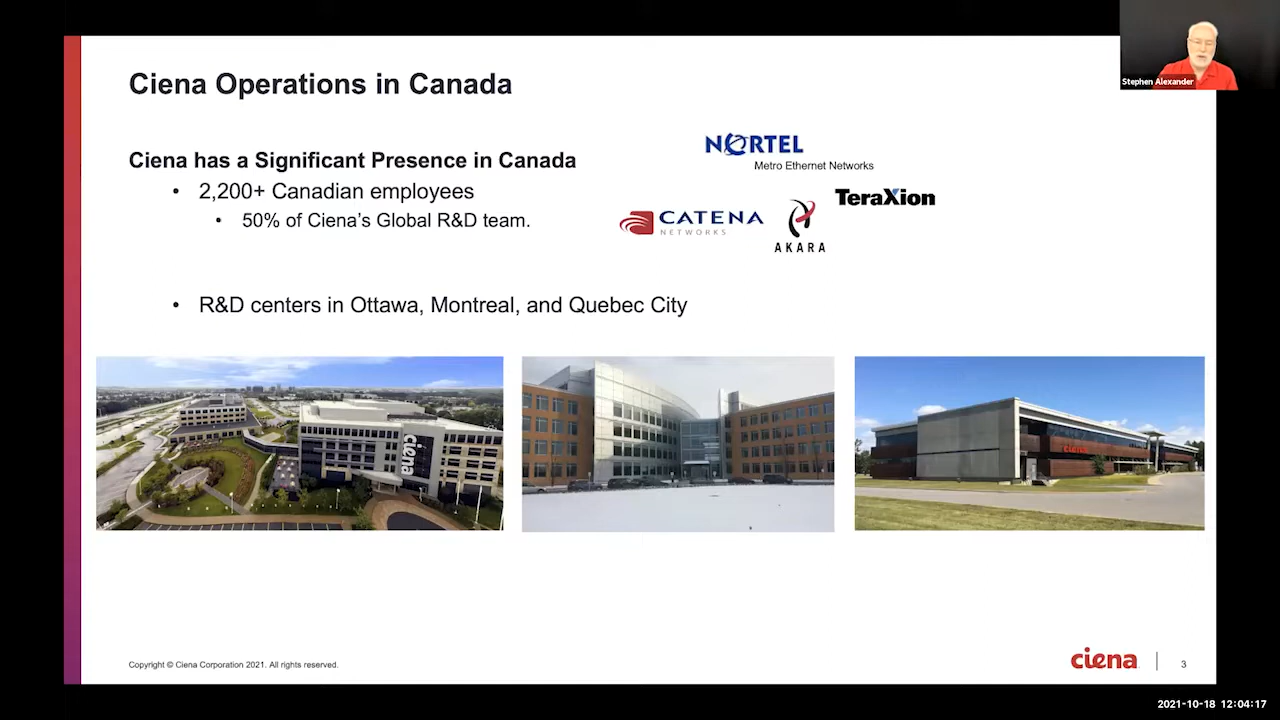 Stephen Alexander
Ciena Operations in Canada
Ciena has a Significant Presence in Canada
• 2,200+ Canadian employees
• 50% of Ciena’s Global R&D team.
NORTEL
Metro Ethernet Networks
TeraXion
CATENA
NETWORKS
AKARA
• R&D centers in Ottawa, Montreal, and Quebec City
ciena
ciena
Copyright © Ciena Corporation 2021. All rights reserved.
ciena
3
2021-10-18 12:04:17